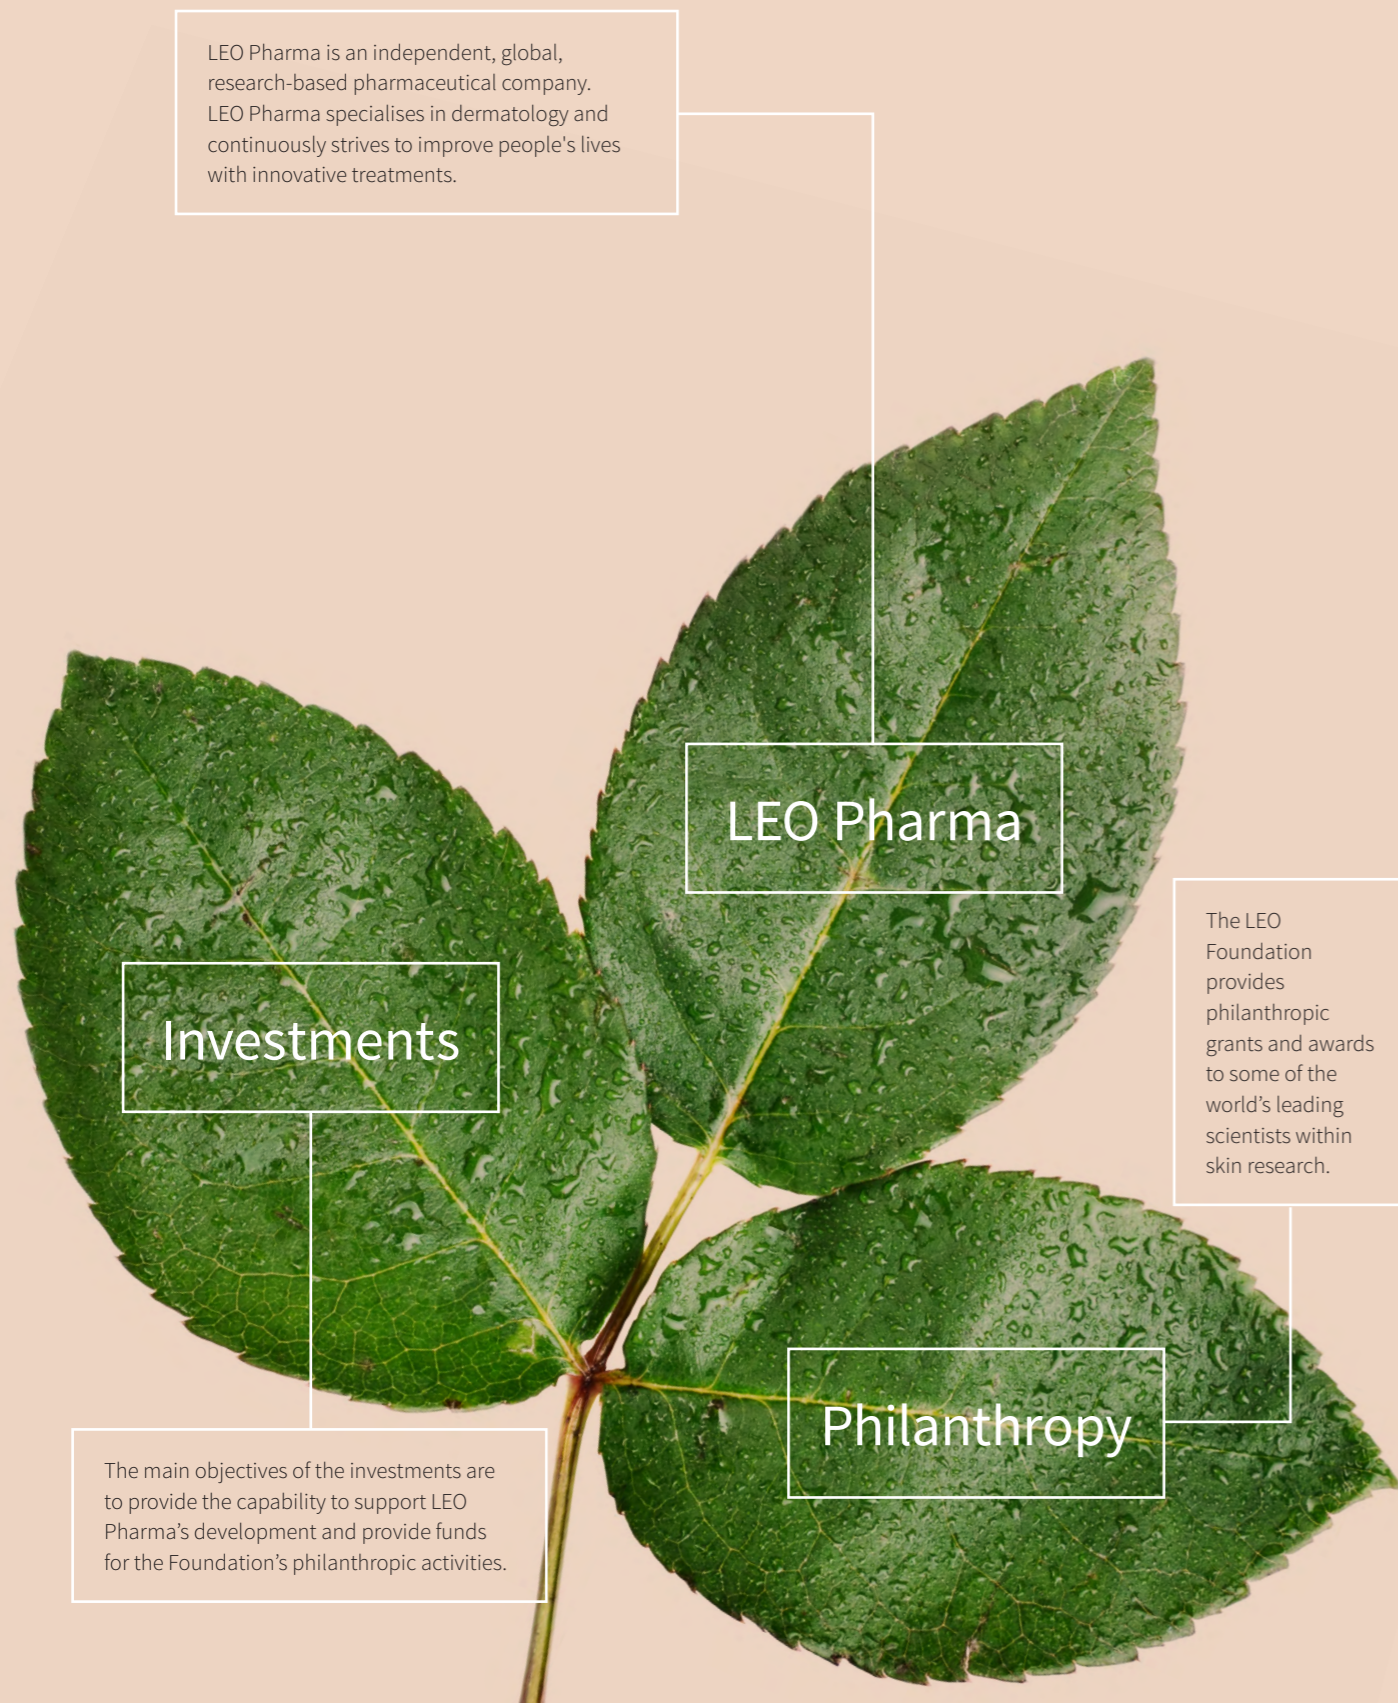 LEO Pharma is an independent, global,
research-based pharmaceutical company.
LEO Pharma specialises in dermatology and
continuously strives to improve people's lives
with innovative treatments.
LEO Pharma
The LEO
Foundation
provides
philanthropic
grants and awards
to some of the
world’s leading
scientists within
skin research.
Investments
Philanthropy
The main objectives of the investments are
to provide the capability to support LEO
Pharma’s development and provide funds
for the Foundation’s philanthropic activities.